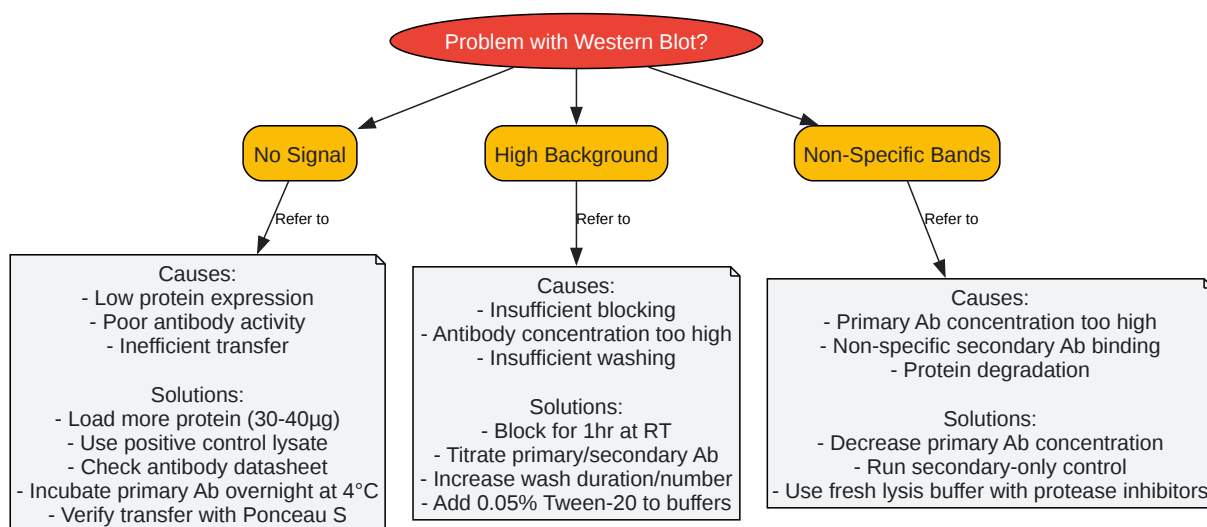 Problem with Western Blot?
No Signal
High Background
Non-Specific Bands
Refer to
Refer to
Refer to
Causes:
- Low protein expression
- Poor antibody activity
- Inefficient transfer
Solutions:
- Load more protein (30-40µg)
- Use positive control lysate
- Check antibody datasheet
- Incubate primary Ab overnight at 4°C
- Verify transfer with Ponceau S
Causes:
- Insufficient blocking
- Antibody concentration too high
- Insufficient washing
Solutions:
- Block for 1hr at RT
- Titrate primary/secondary Ab
- Increase wash duration/number
- Add 0.05% Tween-20 to buffers
Causes:
- Primary Ab concentration too high
- Non-specific secondary Ab binding
- Protein degradation
Solutions:
- Decrease primary Ab concentration
- Run secondary-only control
- Use fresh lysis buffer with protease inhibitors